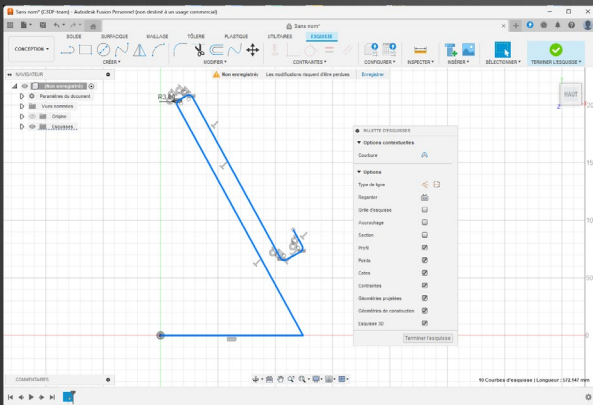 Sans nom* (C3DF-team) - Autodesk Fusion Personnel (non destiné à un usage commercial)
Sans nom*
CONCEPTION
SOLIDE SURFACIQUE MAILLAGE TÔLERIE PLASTIQUE UTILITAIRES ESQUISSE
CRÉER MODIFIER CONTRAINTES CONFIGURER INSPECTER INSÉRER SÉLECTIONNER TERMINER L'ESQUISSE
NAVIGATEUR
Non enregistrés Les modifications risquent d'être perdues Enregistrer
Non enregistré
Paramètres du document
Vues nommées
Origine
Esquisses
HAUT
Z
PALETTE D'ESQUISSES
Options contextuelles
Courbure
Options
Type de ligne
Regarder
Grille d'esquisse
Accrochage
Section
Profil
Points
Cotes
Contraintes
Géométries projetées
Géométries de construction
Esquisse 3D
Terminer l'esquisse
COMMENTAIRES
10 Courbes d'esquisse | Longueur : 572.947 mm